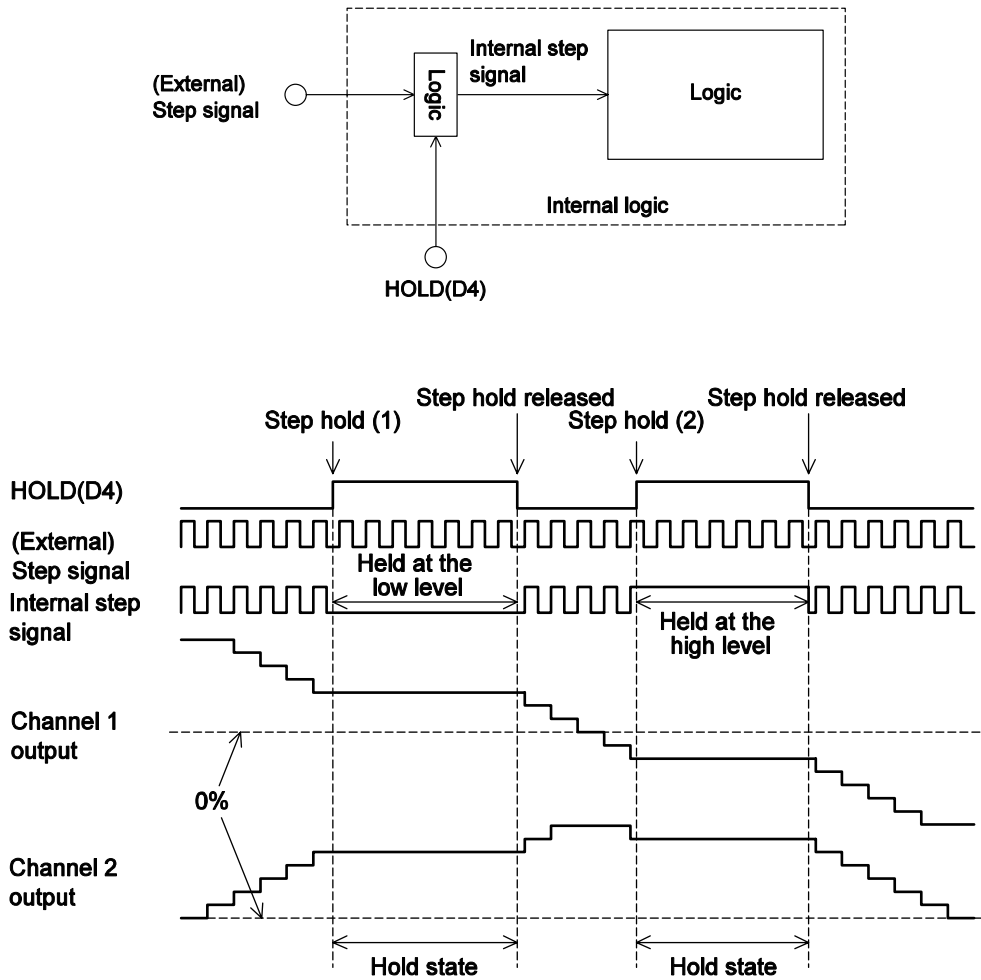 (External)
Step signal
Logic
Internal step
signal
Logic
Internal logic
HOLD(D4)
Step hold (1)
Step hold released
Step hold (2)
Step hold released
HOLD(D4)
(External)
Step signal
Held at the
low level
Internal step
signal
Held at the
high level
Channel 1
output
0%
Channel 2
output
Hold state
Hold state